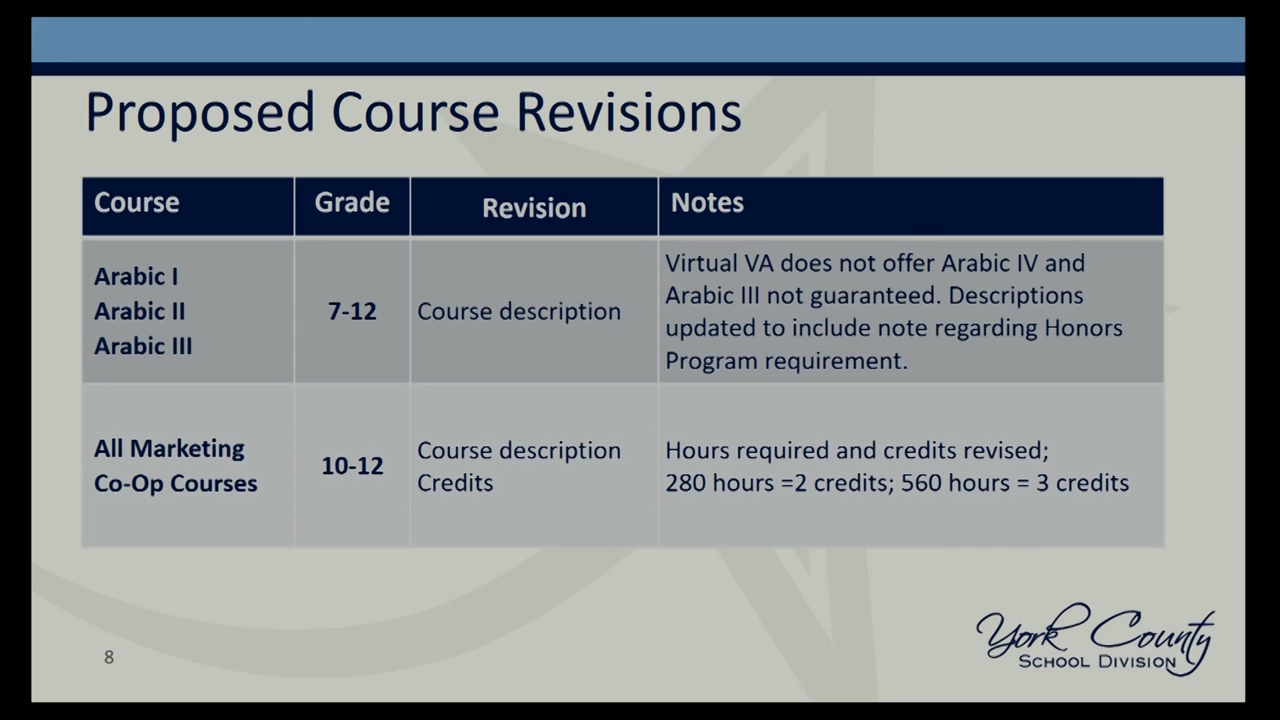 Proposed Course Revisions
Course Grade Revision Notes
Arabic I
Arabic II
Arabic III
7-12
Course description
Virtual VA does not offer Arabic IV and
Arabic III not guaranteed. Descriptions
updated to include note regarding Honors
Program requirement.
All Marketing
Co-Op Courses
10-12
Course description
Credits
Hours required and credits revised;
280 hours =2 credits; 560 hours = 3 credits
8
York County
SCHOOL DIVISION